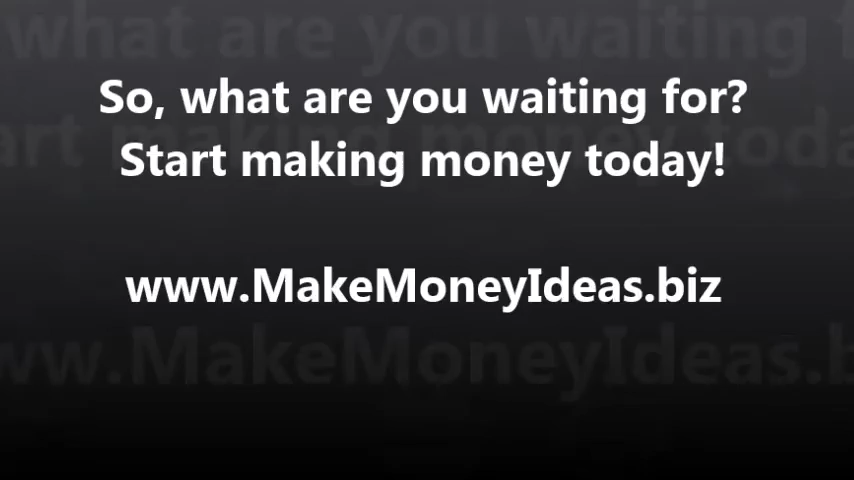 So, what are you waiting for?
Start making money today!
www.MakeMoneyIdeas.biz